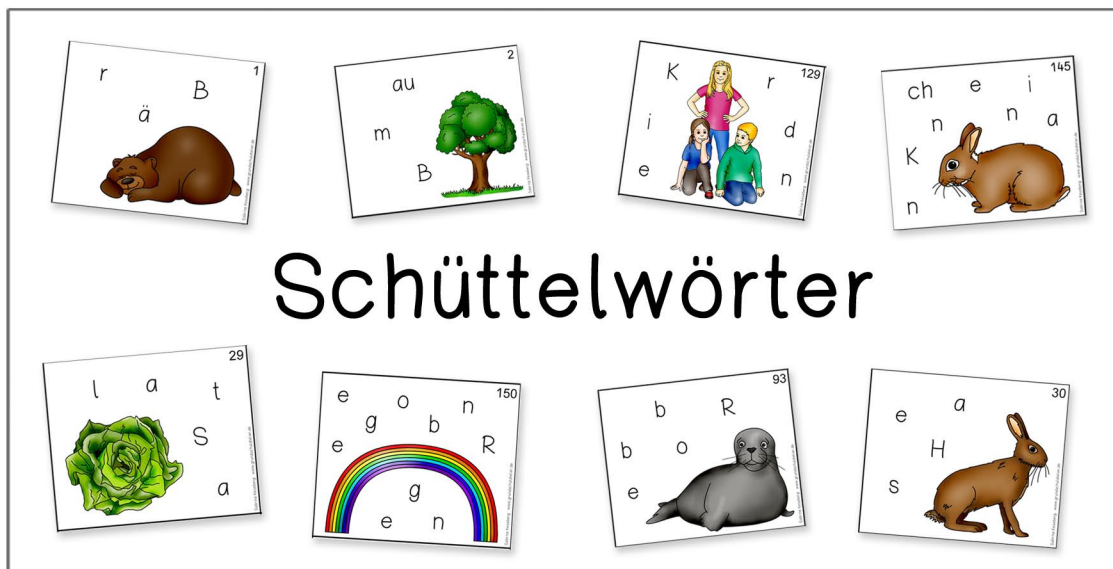 1
r B
ä
2
au
m
B
129
K r
i d
e n
145
ch e i
n n a
K
n
Schüttelwörter
29
l a t
S
a
150
e o n
g b
e R
g
e n
93
b R
b o
e
30
e a
H
s